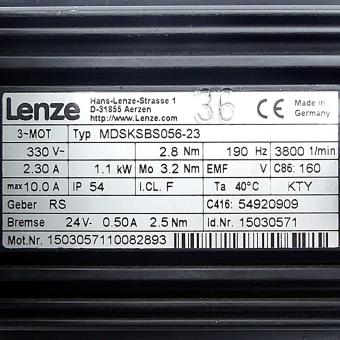 Lenze Hans-Lenze-Strasse 1 D-31855 Aerzen http://www.Lenze.com 36 CE Made in Germany
3~MOT Typ MDSKSBS056-23
330 V~ 2.8 Nm 190 Hz 3800 1/min
2.30 A 1.1 kW Mo 3.2 Nm EMF V C86: 160
max 10.0 A IP 54 I.CL. F Ta 40°C KTY
Geber RS C416: 54920909
Bremse 24V- 0.50A 2.5 Nm Id.Nr. 15030571
Mot.Nr. 1503057110082893